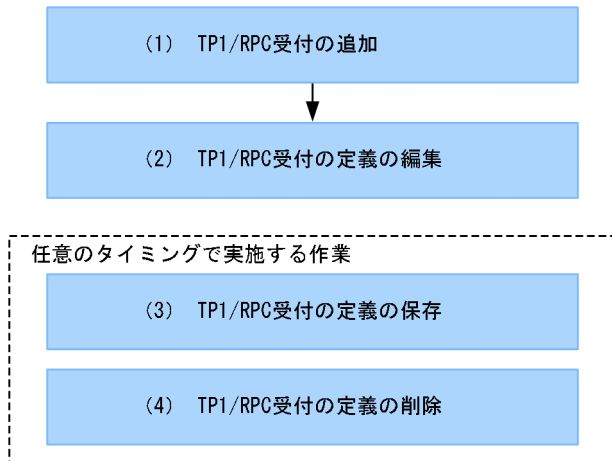 (1) TP1/RPC受付の追加
(2) TP1/RPC受付の定義の編集
任意のタイミングで実施する作業
(3) TP1/RPC受付の定義の保存
(4) TP1/RPC受付の定義の削除